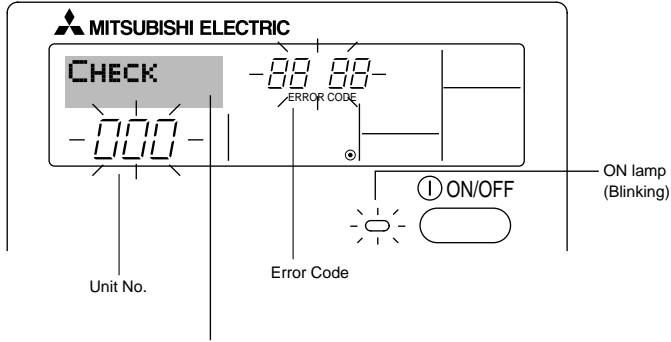 MITSUBISHI ELECTRIC
CHECK
88 88
ERROR CODE
000
ON lamp
(Blinking)
ON/OFF
Error Code
Unit No.